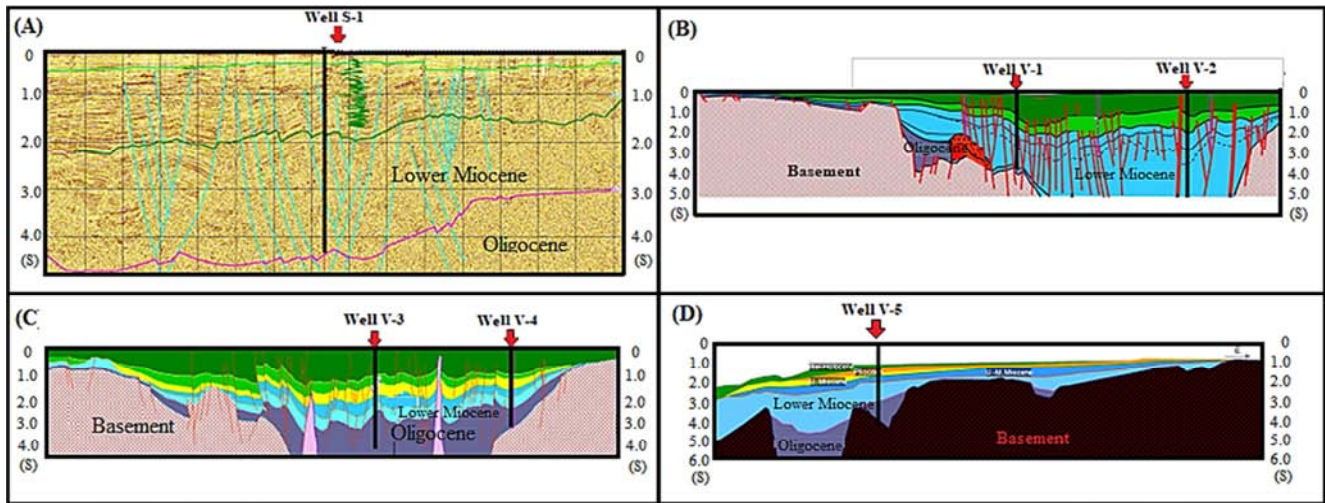 (A)
Well S-1
0
0
1.0
1.0
2.0
2.0
Lower Miocene
3.0
3.0
4.0
4.0
Oligocene
(S)
(S)
(B)
Well V-1
Well V-2
0
0
1.0
1.0
2.0
2.0
Oligocene
3.0
3.0
Basement
Lower Miocene
4.0
4.0
5.0
5.0
(S)
(S)
(C)
Well V-3
Well V-4
0
0
1.0
1.0
2.0
2.0
Lower Miocene
Basement
3.0
3.0
Oligocene
4.0
4.0
(S)
(S)
(D)
Well V-5
0
0
1.0
1.0
2.0
2.0
Lower Miocene
3.0
3.0
4.0
4.0
Oligocene
Basement
5.0
5.0
6.0
6.0
(S)
(S)